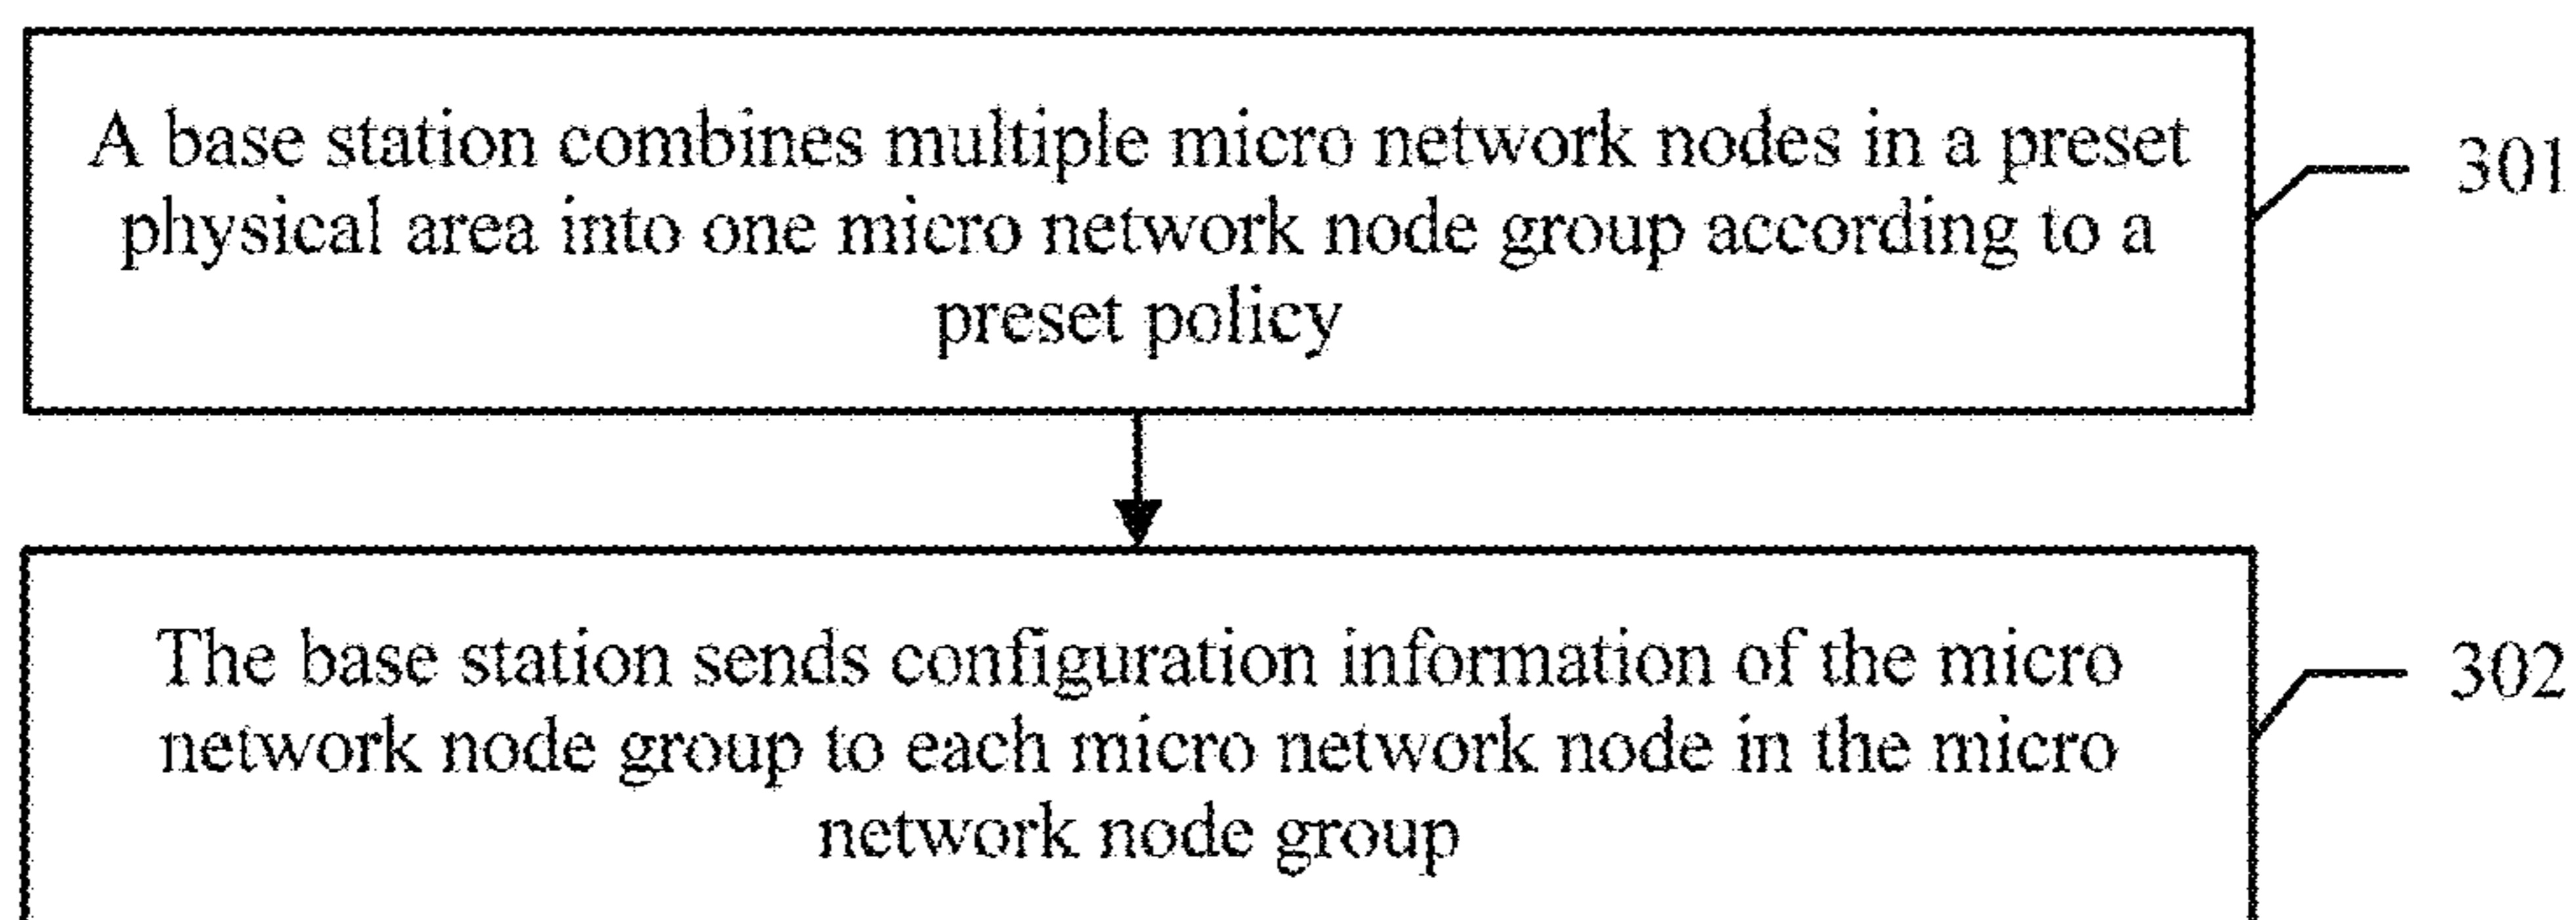 A base station combines multiple micro network nodes in a preset
physical area into one micro network node group according to a
preset policy
301
The base station sends configuration information of the micro
network node group to each micro network node in the micro
network node group
302